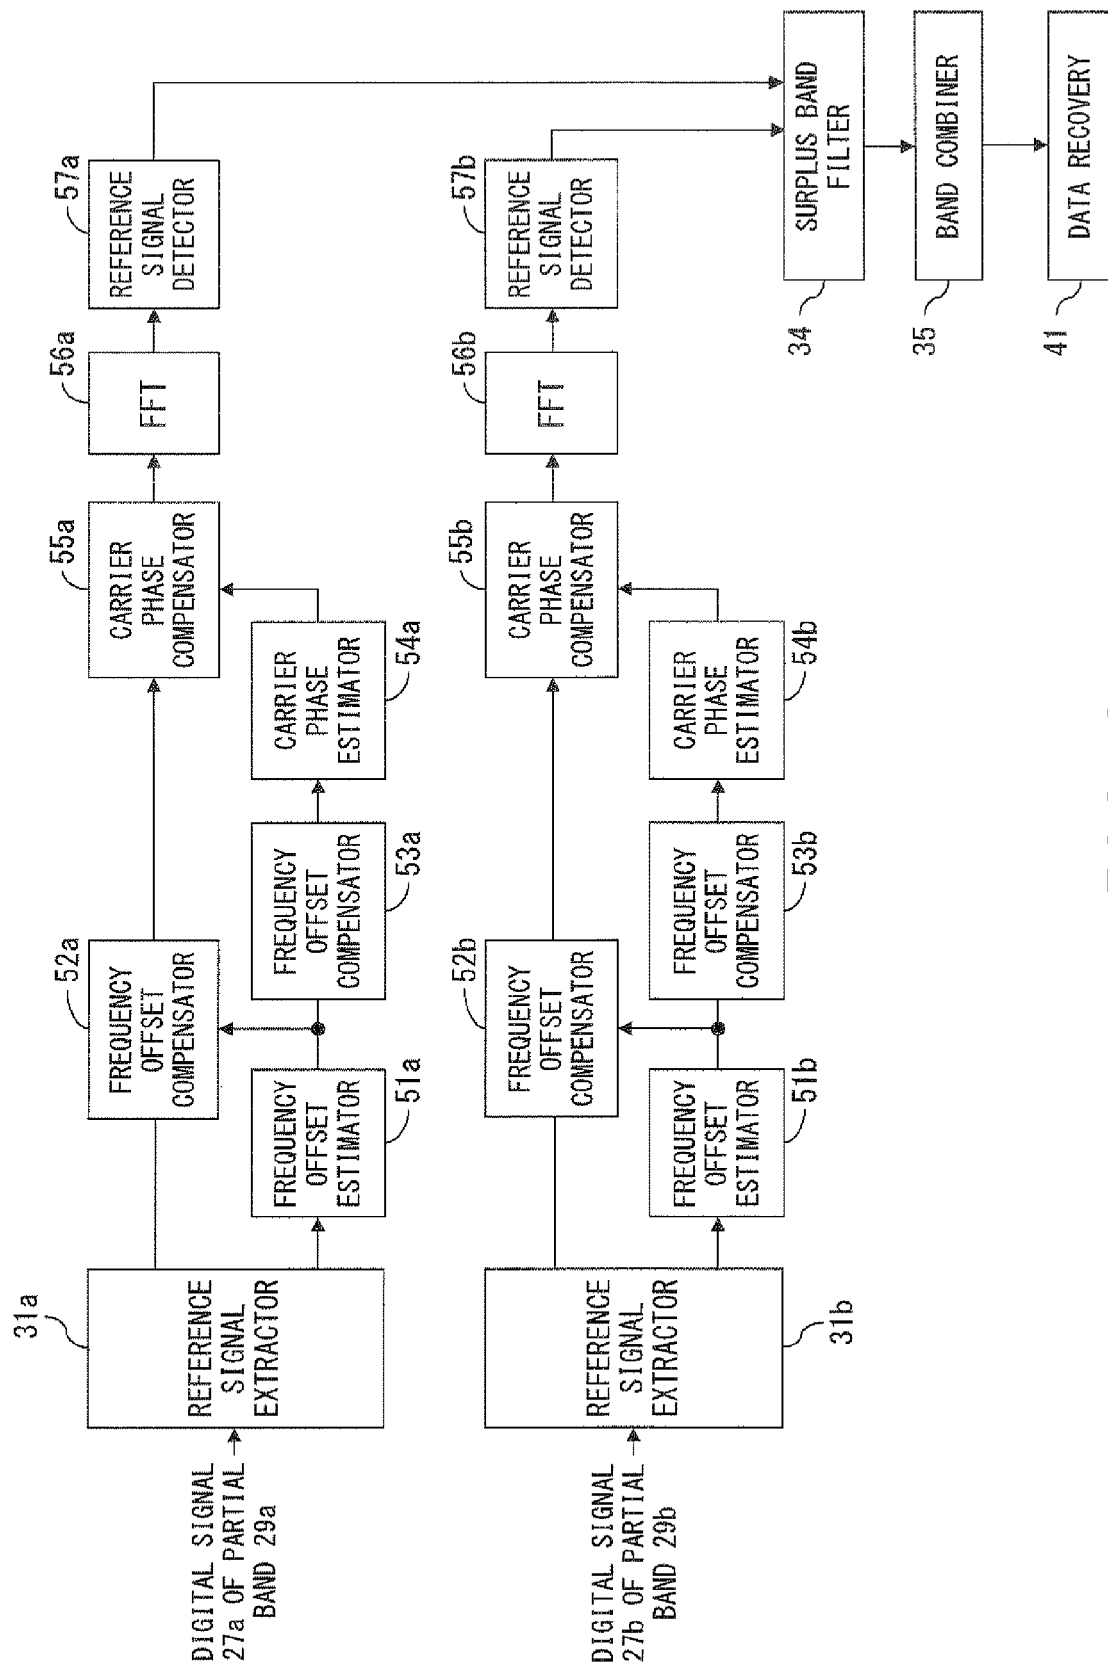 DIGITAL SIGNAL
27a OF PARTIAL
BAND 29a
31a
REFERENCE
SIGNAL
EXTRACTOR
52a
FREQUENCY
OFFSET
COMPENSATOR
FREQUENCY
OFFSET
ESTIMATOR
51a
FREQUENCY
OFFSET
COMPENSATOR
53a
CARRIER
PHASE
ESTIMATOR
54a
55a
CARRIER
PHASE
COMPENSATOR
56a
FFT
57a
REFERENCE
SIGNAL
DETECTOR
DIGITAL SIGNAL
27b OF PARTIAL
BAND 29b
REFERENCE
SIGNAL
EXTRACTOR
31b
52b
FREQUENCY
OFFSET
COMPENSATOR
FREQUENCY
OFFSET
ESTIMATOR
51b
FREQUENCY
OFFSET
COMPENSATOR
53b
CARRIER
PHASE
ESTIMATOR
54b
55b
CARRIER
PHASE
COMPENSATOR
56b
FFT
57b
REFERENCE
SIGNAL
DETECTOR
34
SURPLUS BAND
FILTER
35
BAND COMBINER
41
DATA RECOVERY